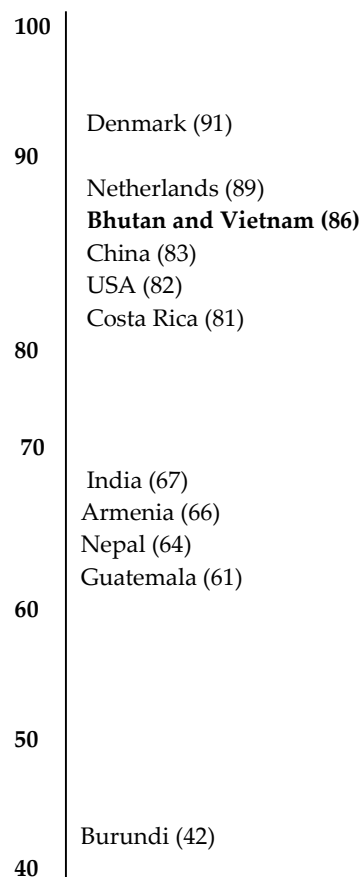 100
Denmark (91)
90
Netherlands (89)
Bhutan and Vietnam (86)
China (83)
USA (82)
Costa Rica (81)
80
70
India (67)
Armenia (66)
Nepal (64)
Guatemala (61)
60
50
Burundi (42)
40